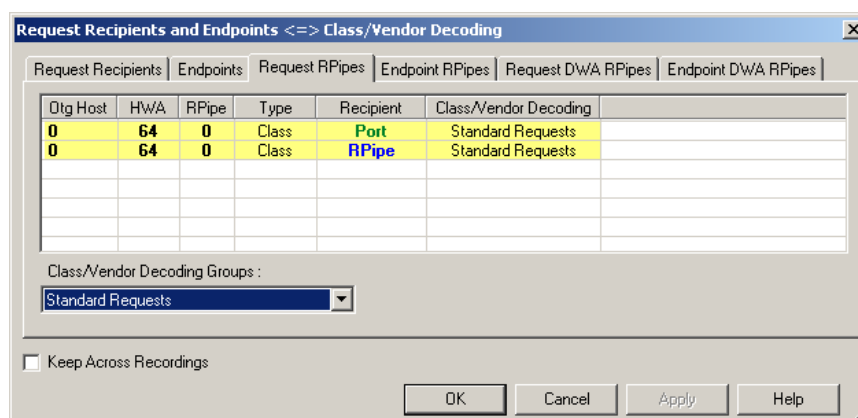 Request Recipients and Endpoints <=> Class/Vendor Decoding
Request Recipients Endpoints Request RPipes Endpoint RPipes Request DWA RPipes Endpoint DWA RPipes
Otg Host HWA RPipe Type Recipient Class/Vendor Decoding
0 64 0 Class Port Standard Requests
0 64 0 Class RPipe Standard Requests
Class/Vendor Decoding Groups :
Standard Requests
Keep Across Recordings
OK Cancel Apply Help